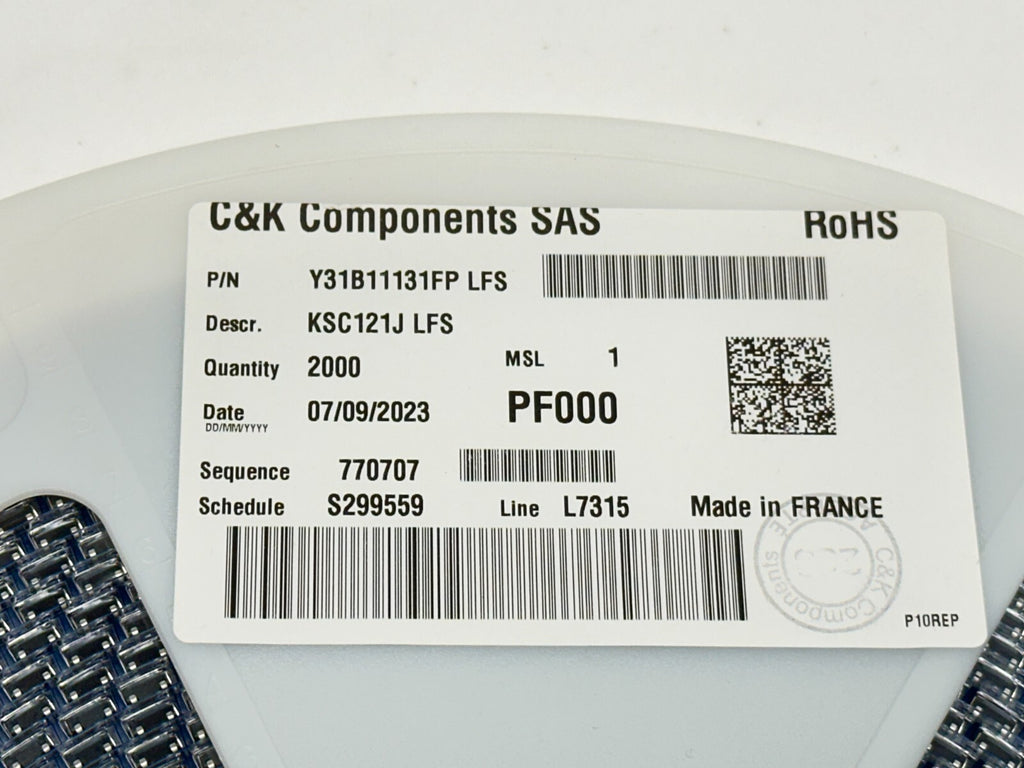 C&K Components SAS RoHS
P/N Y31B11131FP LFS
Descr. KSC121J LFS
Quantity 2000 MSL 1
Date 07/09/2023 PF000
DD/MM/YYYY
Sequence 770707
Schedule S299559 Line L7315 Made in FRANCE
C&K Components
P10REP